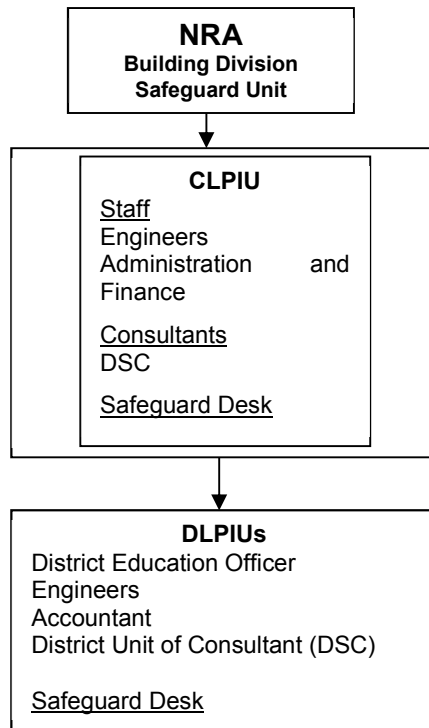 NRA
Building Division
Safeguard Unit
CLPIU
Staff
Engineers
Administration and
Finance
Consultants
DSC
Safeguard Desk
DLPIUs
District Education Officer
Engineers
Accountant
District Unit of Consultant (DSC)
Safeguard Desk